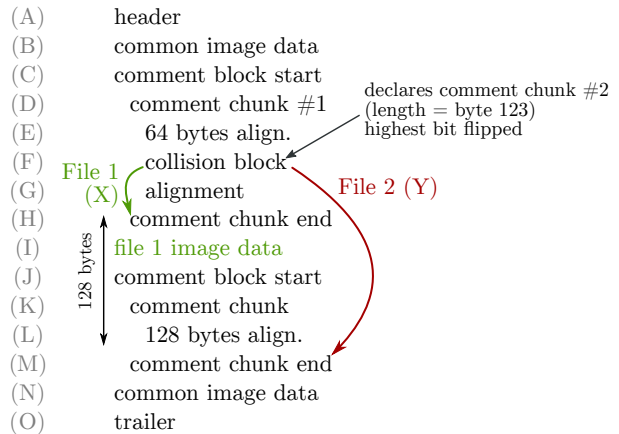 (A) header
(B) common image data
(C) comment block start
(D) comment chunk #1
(E) 64 bytes align.
(F) collision block
(G) alignment
(H) comment chunk end
(I) file 1 image data
(J) comment block start
(K) comment chunk
(L) 128 bytes align.
(M) comment chunk end
(N) common image data
(O) trailer
declares comment chunk #2
(length = byte 123)
highest bit flipped
File 1
(X)
File 2 (Y)
128 bytes